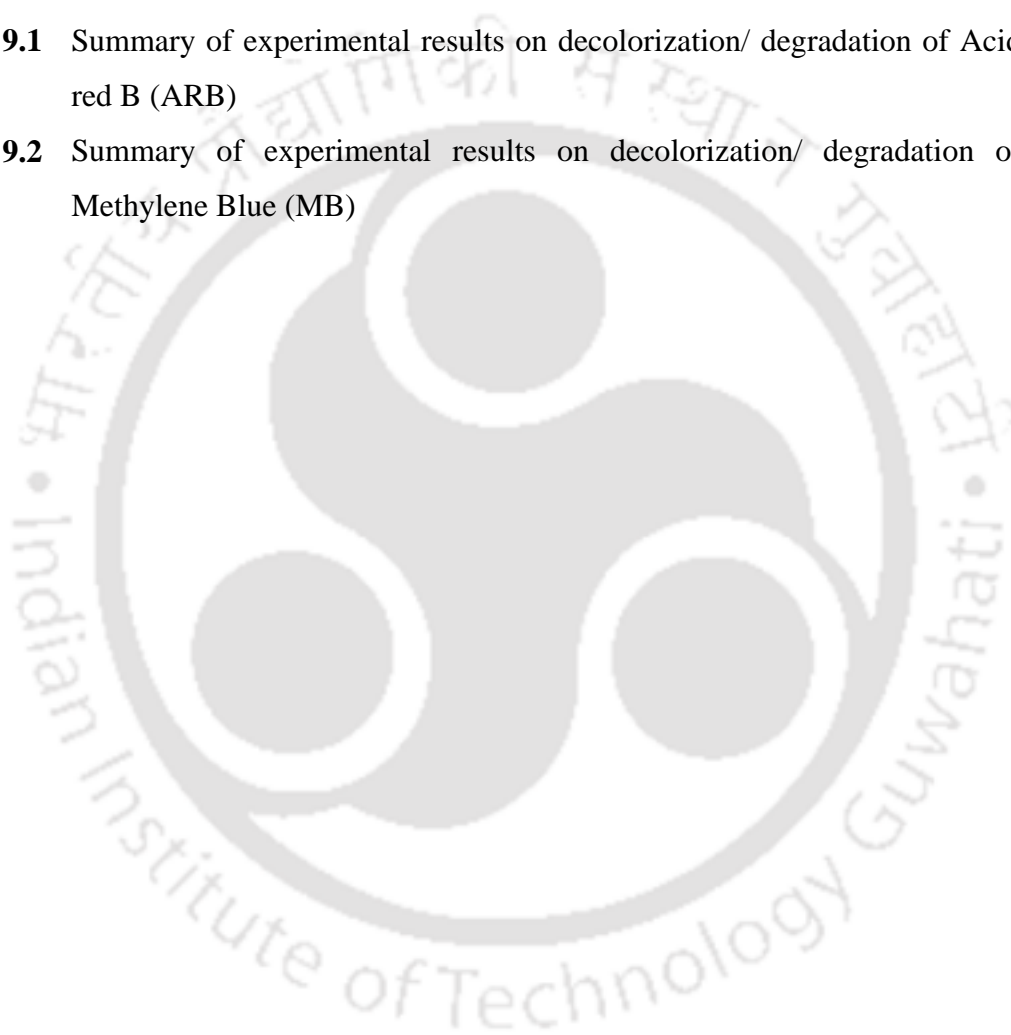 9.1 Summary of experimental results on decolorization/ degradation of Acid
red B (ARB)
9.2 Summary of experimental results on decolorization/ degradation o
Methylene Blue (MB)
भारतीय प्रौद्योगिकी संस्थान गुवाहाटी
• Indian Institute of Technology Guwahati •